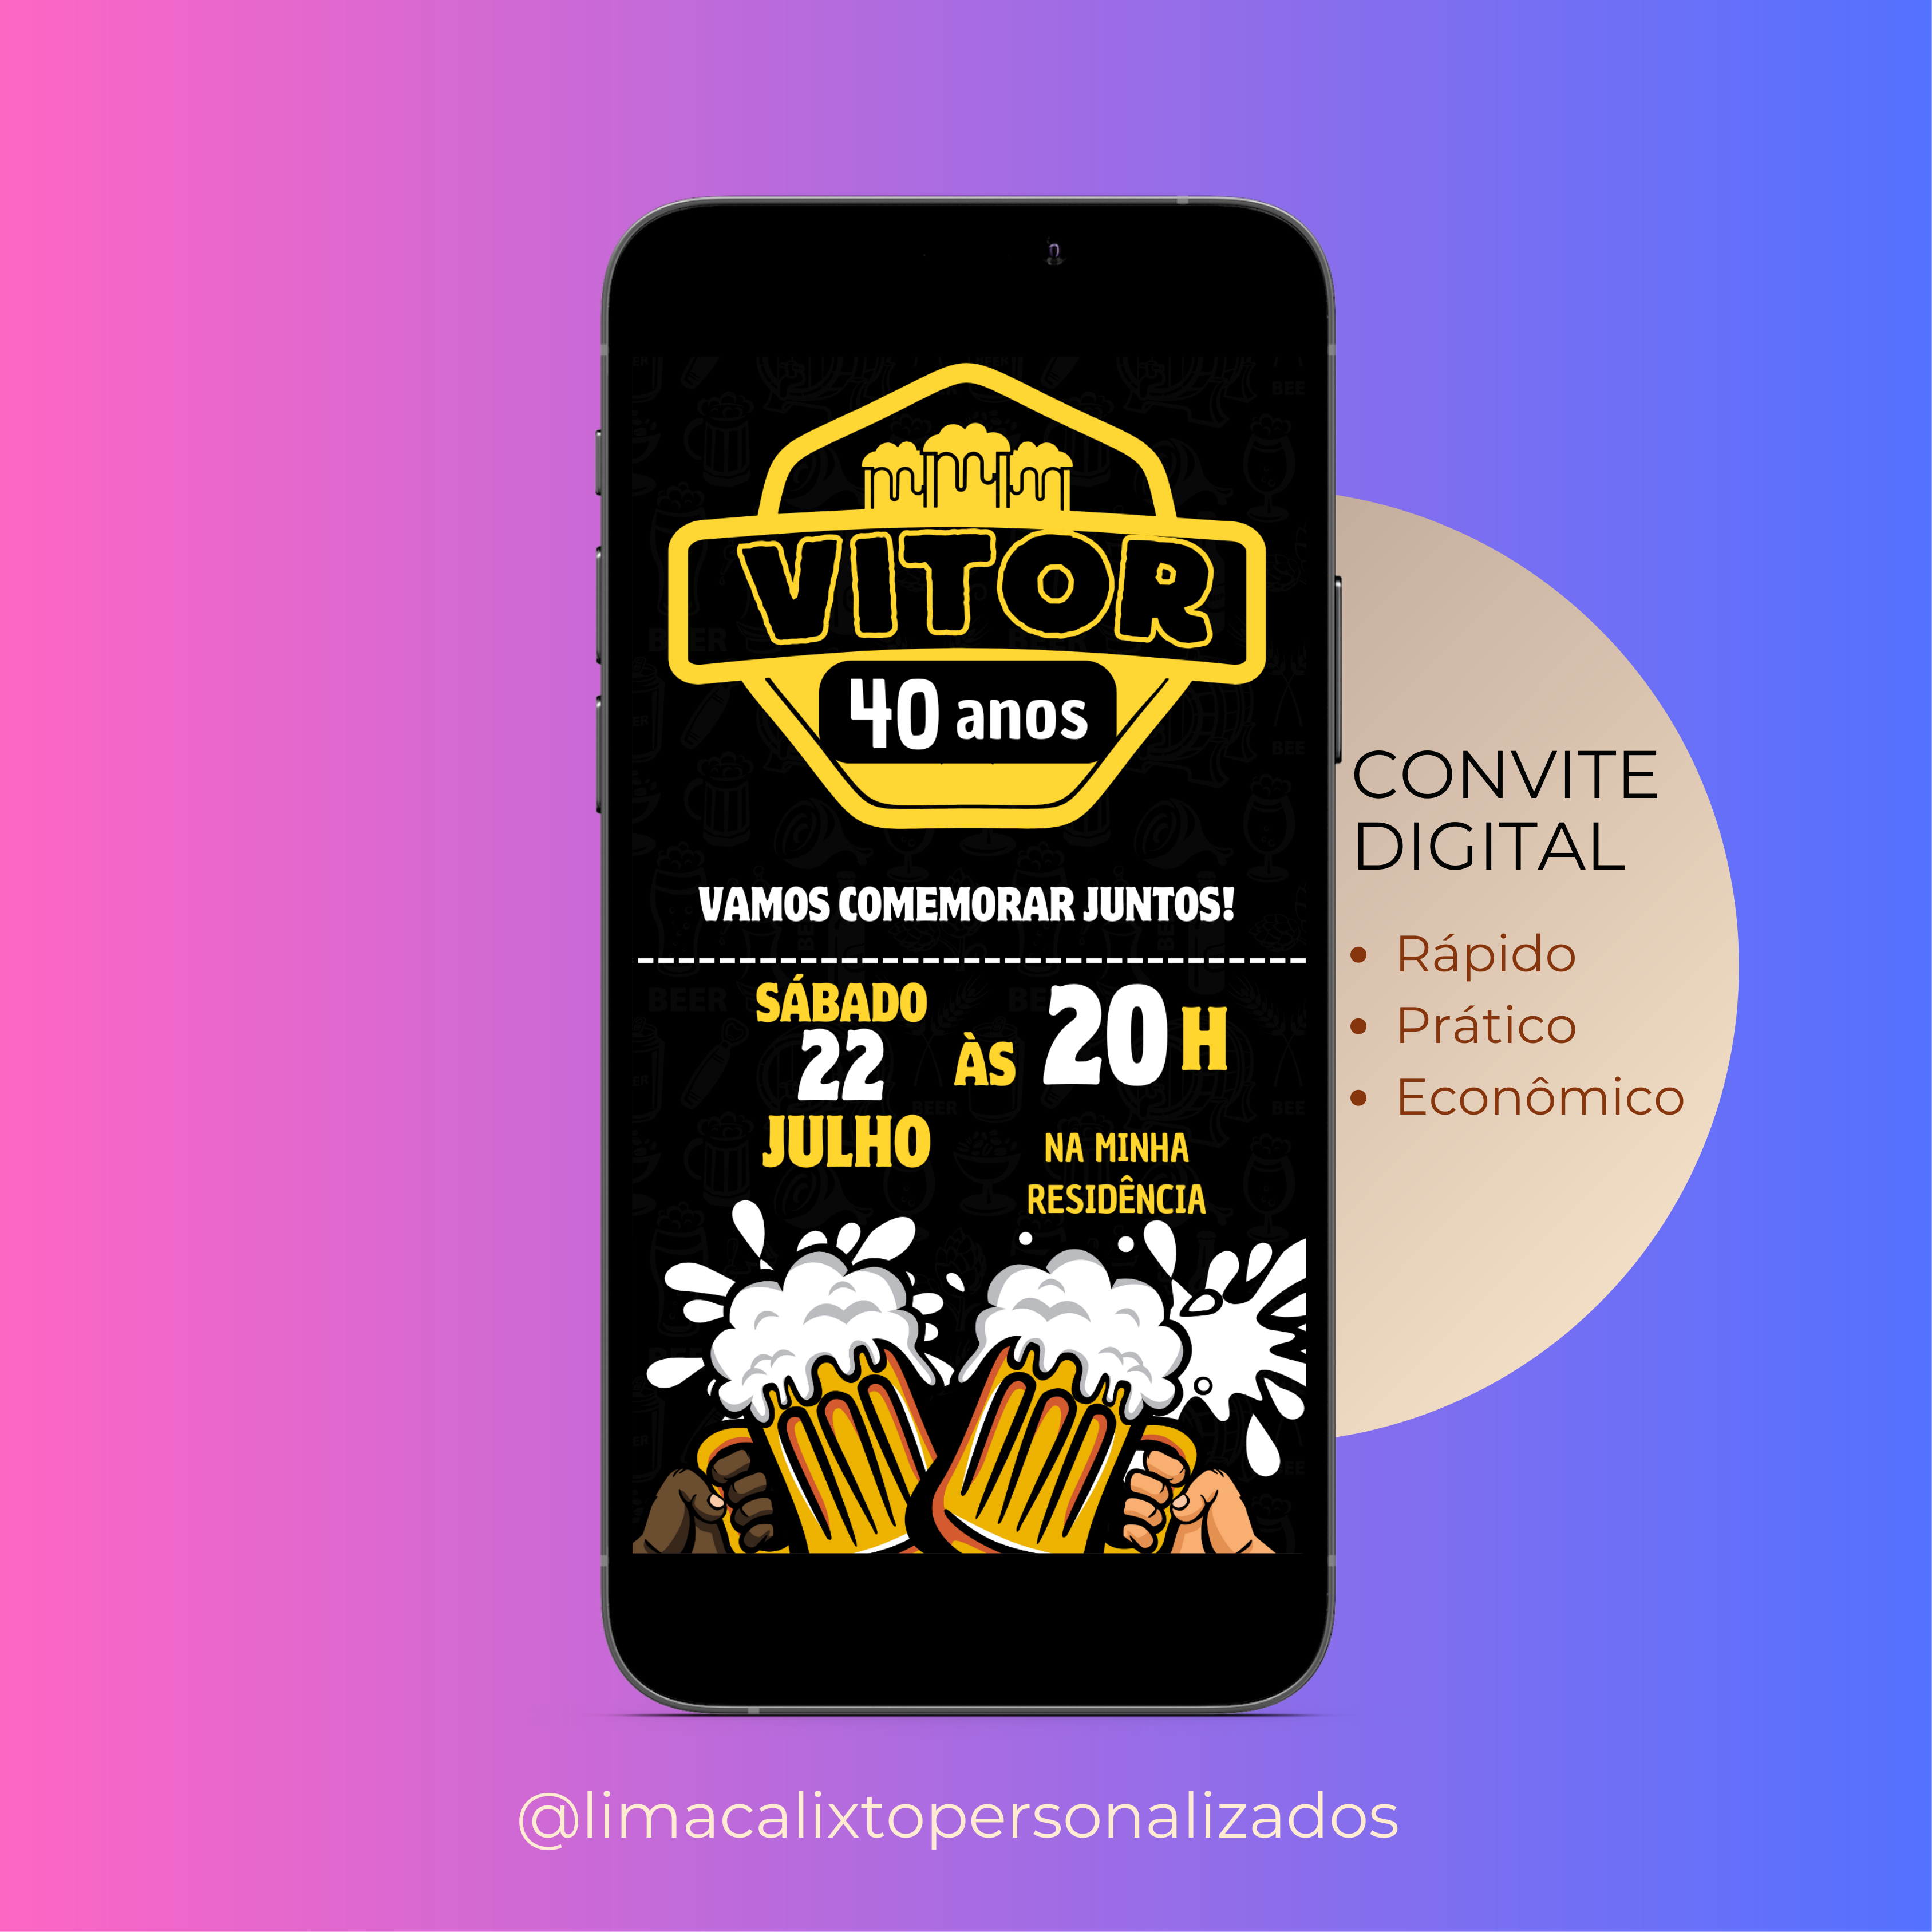 VITOR
40 anos
VAMOS COMEMORAR JUNTOS!
SÁBADO
22
JULHO
ÀS 20 H
NA MINHA
RESIDÊNCIA
CONVITE
DIGITAL
• Rápido
• Prático
• Econômico
@limacalixtopersonalizados